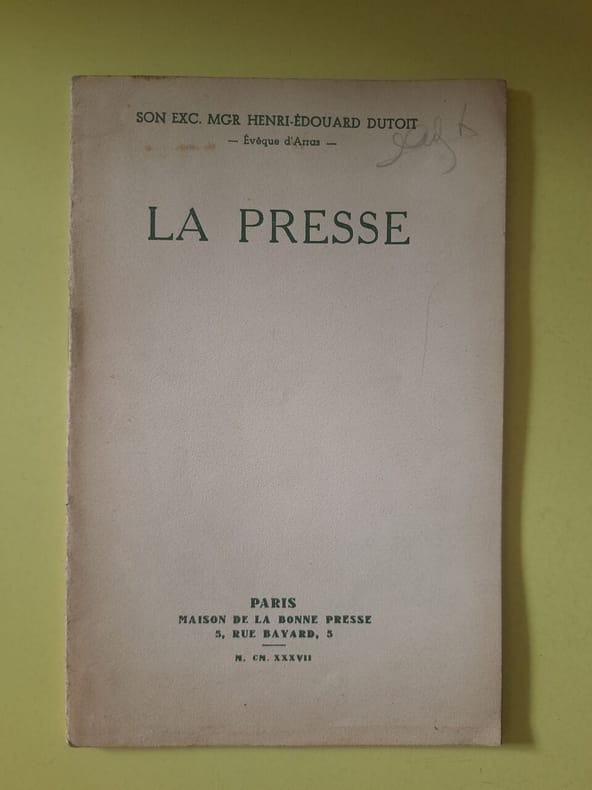 SON EXC. MGR HENRI-ÉDOUARD DUTOIT
— Évêque d'Arras —
LA PRESSE
PARIS
MAISON DE LA BONNE PRESSE
5, RUE BAYARD, 5
M. CM. XXXVII